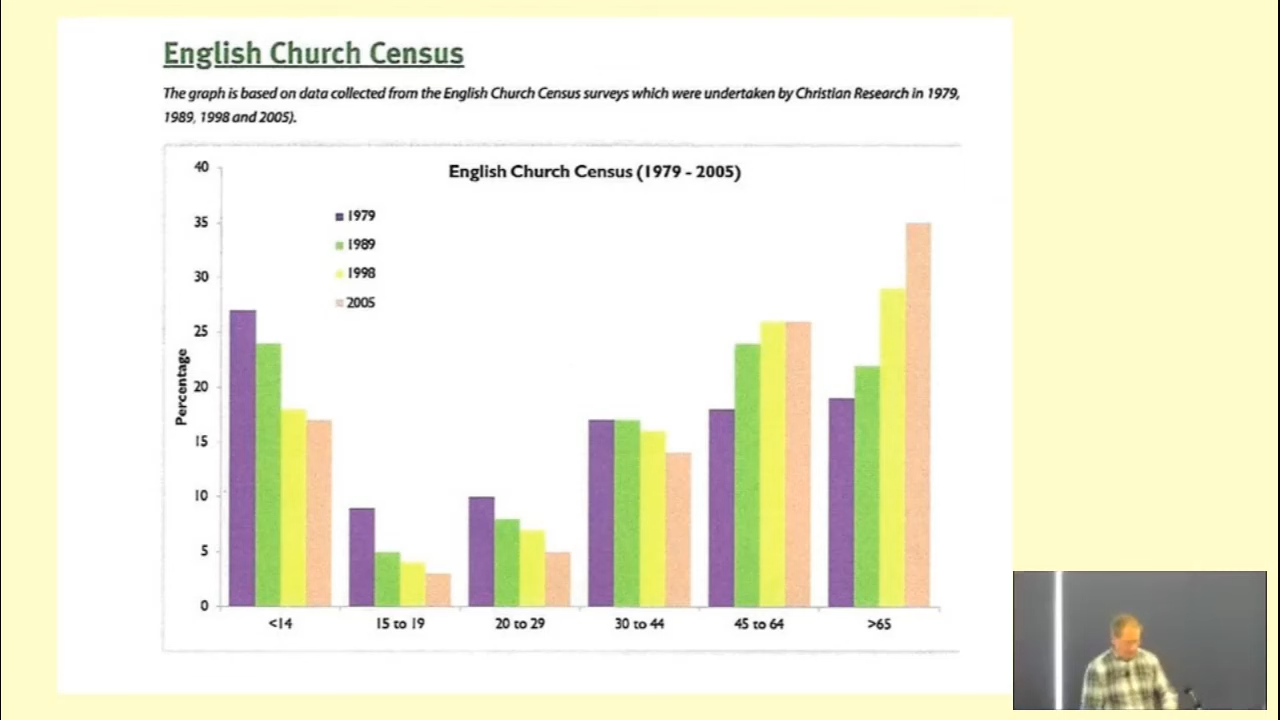 English Church Census
The graph is based on data collected from the English Church Census surveys which were undertaken by Christian Research in 1979,
1989, 1998 and 2005).
English Church Census (1979 - 2005)
40
35
30
25
20
15
10
5
0
Percentage
1979
1989
1998
2005
<14
15 to 19
20 to 29
30 to 44
45 to 64
>65